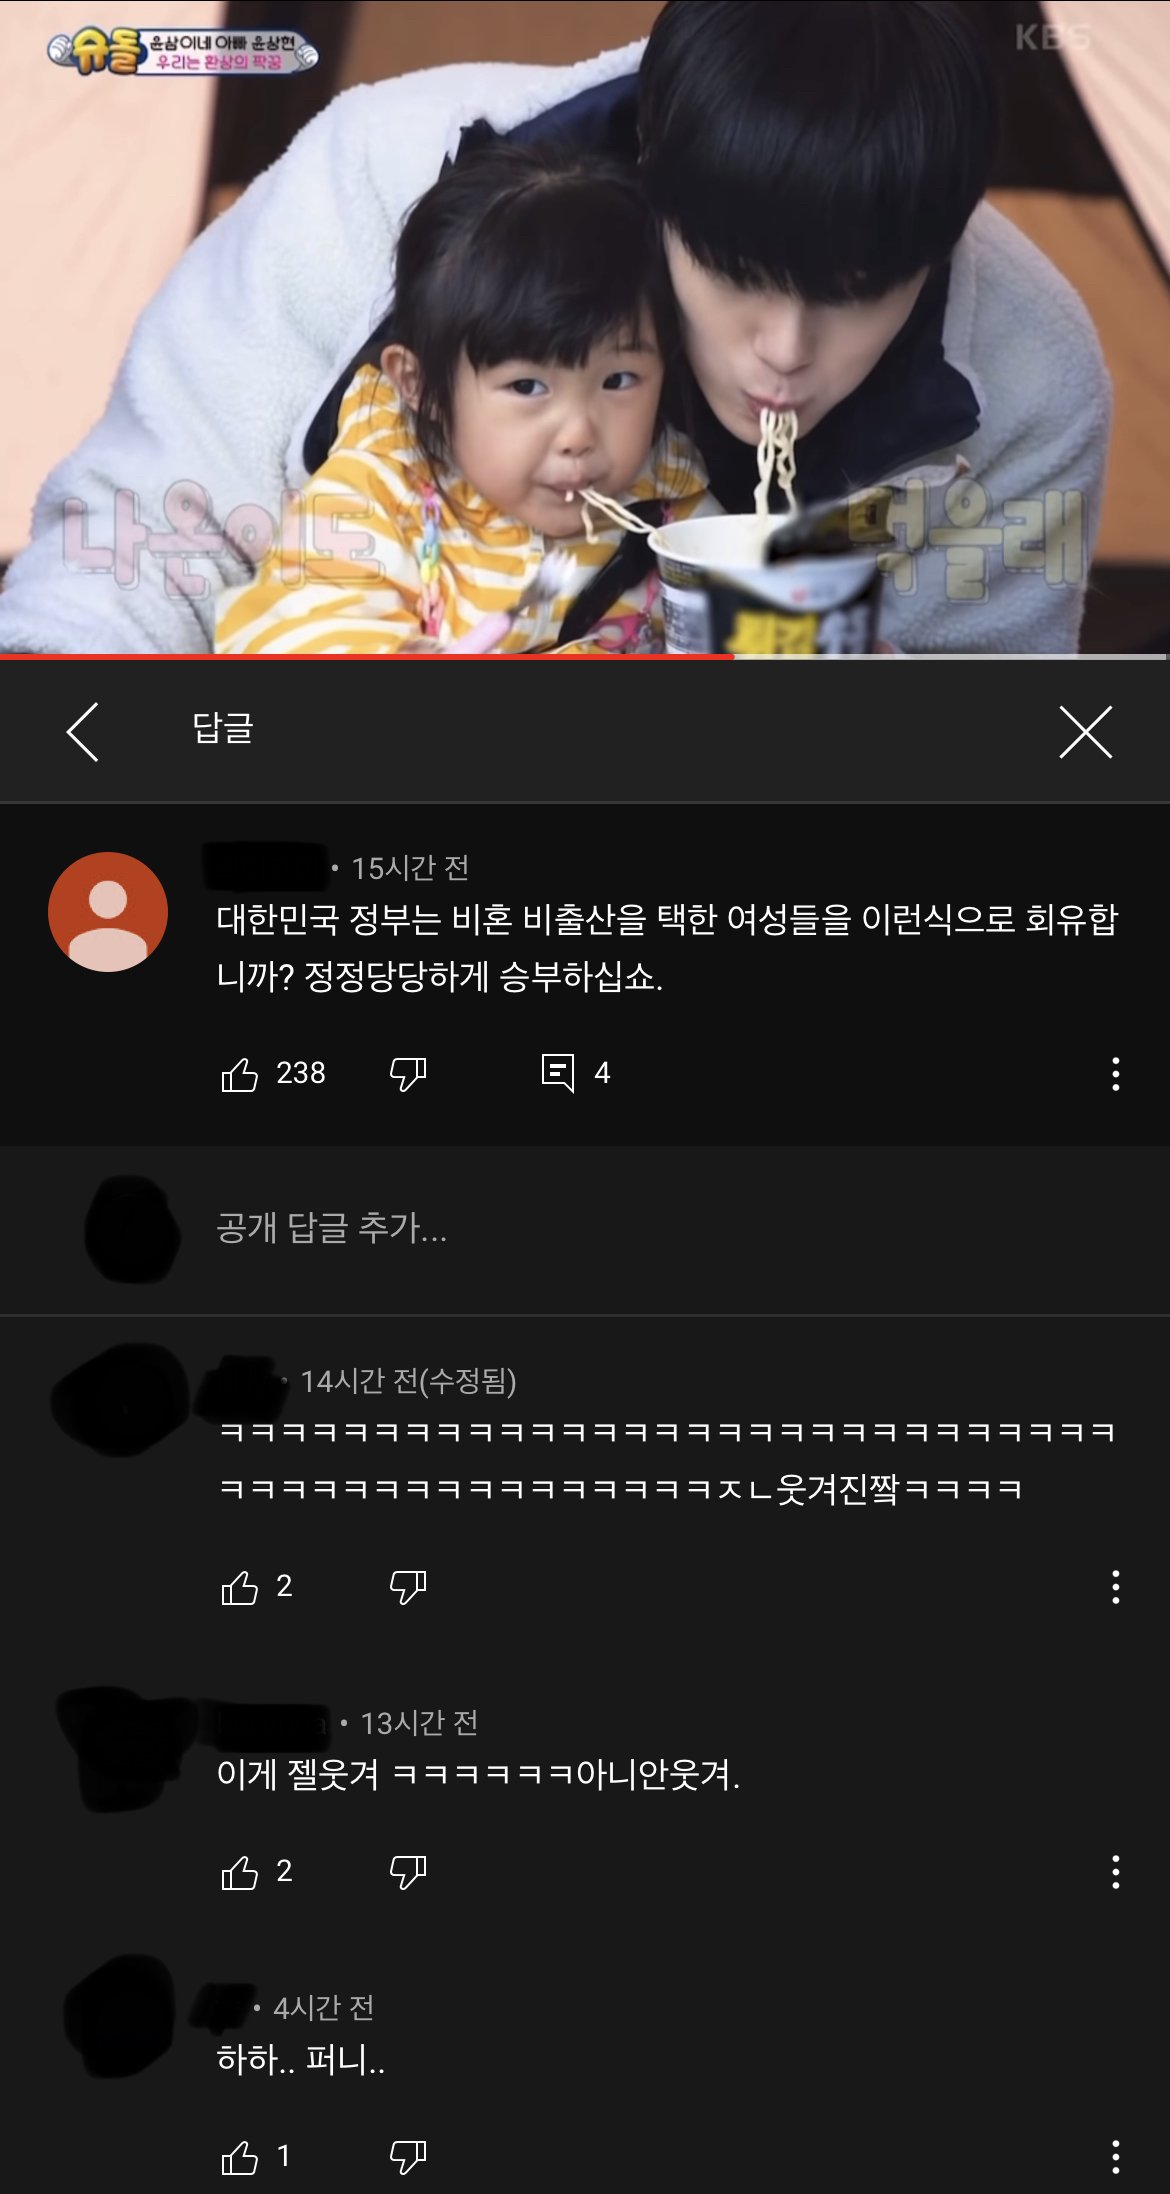 슈돌 윤삼이네 아빠 윤상현
우리는 환상의 짝꿍
KBS
나온이도 먹을래
튀김
답글
• 15시간 전
대한민국 정부는 비혼 비출산을 택한 여성들을 이런식으로 회유합
니까? 정정당당하게 승부하십쇼.
238 4
공개 답글 추가...
• 14시간 전(수정됨)
ㅋㅋㅋㅋㅋㅋㅋㅋㅋㅋㅋㅋㅋㅋㅋㅋㅋㅋㅋㅋㅋㅋㅋㅋㅋㅋㅋㅋㅋ
ㅋㅋㅋㅋㅋㅋㅋㅋㅋㅋㅋㅋㅋㅋㅋㅋㅈㄴ웃겨진짴ㅋㅋㅋㅋ
2
• 13시간 전
이게 젤웃겨 ㅋㅋㅋㅋㅋㅋ아니안웃겨.
2
• 4시간 전
하하.. 퍼니..
1